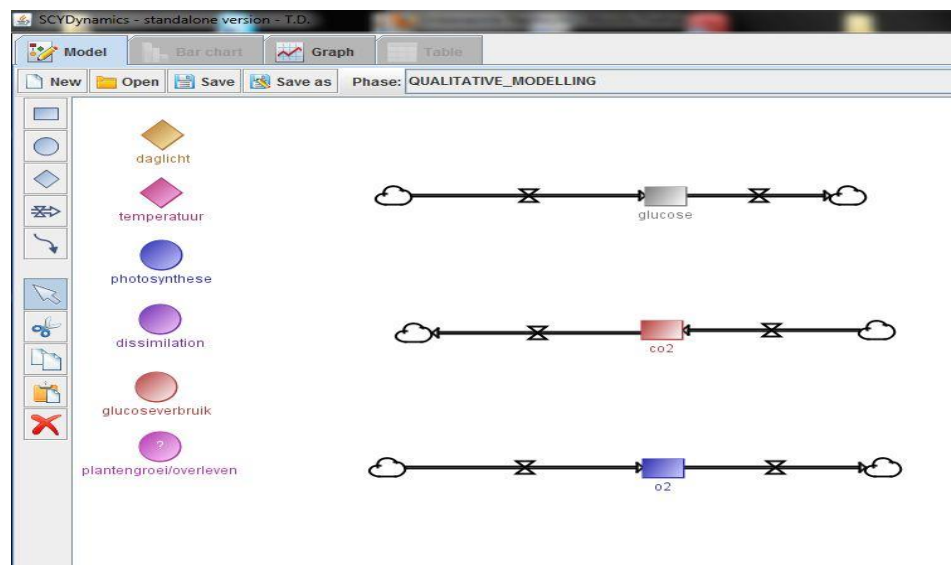 SCYDynamics - standalone version - T.D.
Model Bar chart Graph Table
New Open Save Save as Phase: QUALITATIVE_MODELLING
daglicht
temperatuur
photosynthese
dissimilation
glucoseverbruik
?
plantengroei/overleven
glucose
co2
o2